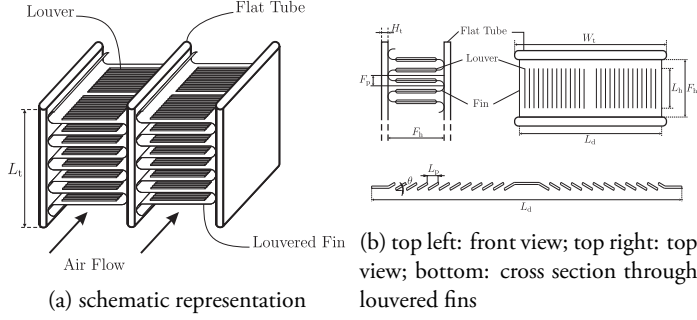 Louver
Flat Tube
L_t
Louvered Fin
Air Flow
(a) schematic representation
H_t
Flat Tube
W_t
Louver
F_p
Fin
L_h
F_h
F_h
L_d
L_p
θ
L_d
(b) top left: front view; top right: top
view; bottom: cross section through
louvered fins